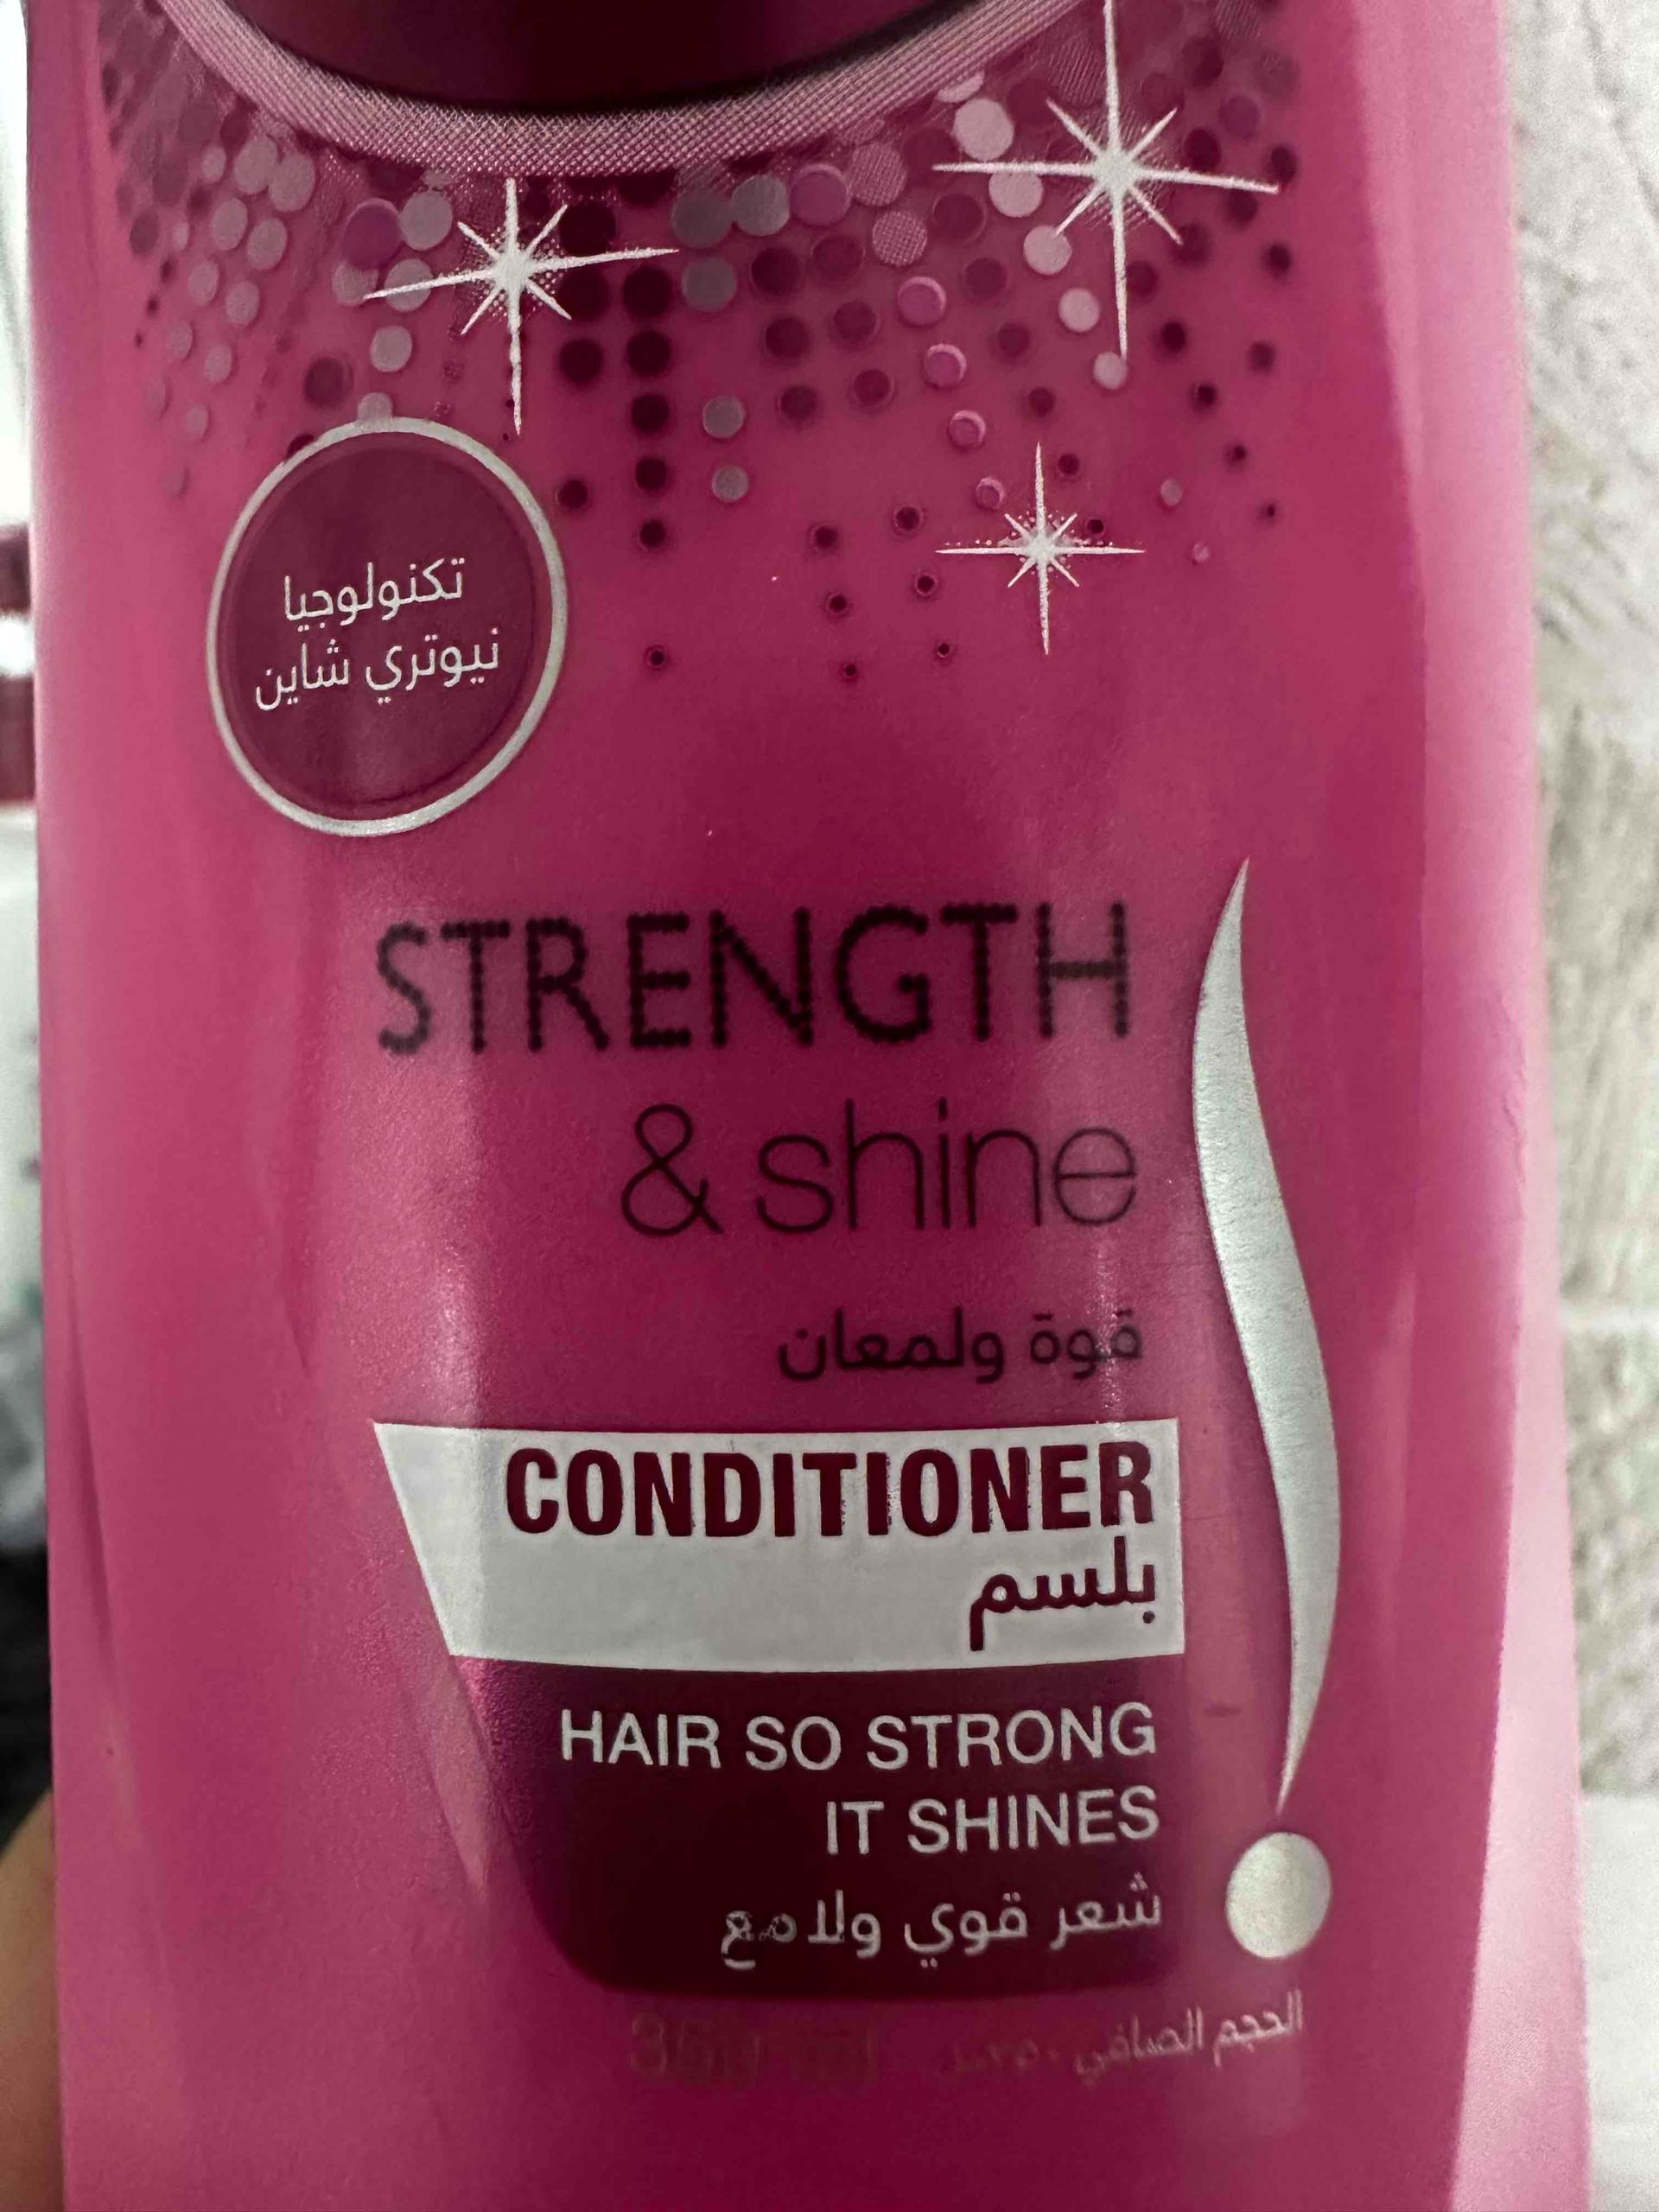 تكنولوجيا
نيوتري شاين
STRENGTH
& shine
قوة ولمعان
CONDITIONER
بلسم
HAIR SO STRONG
IT SHINES
شعر قوي ولامع
الحجم الصافي ٣٥٠